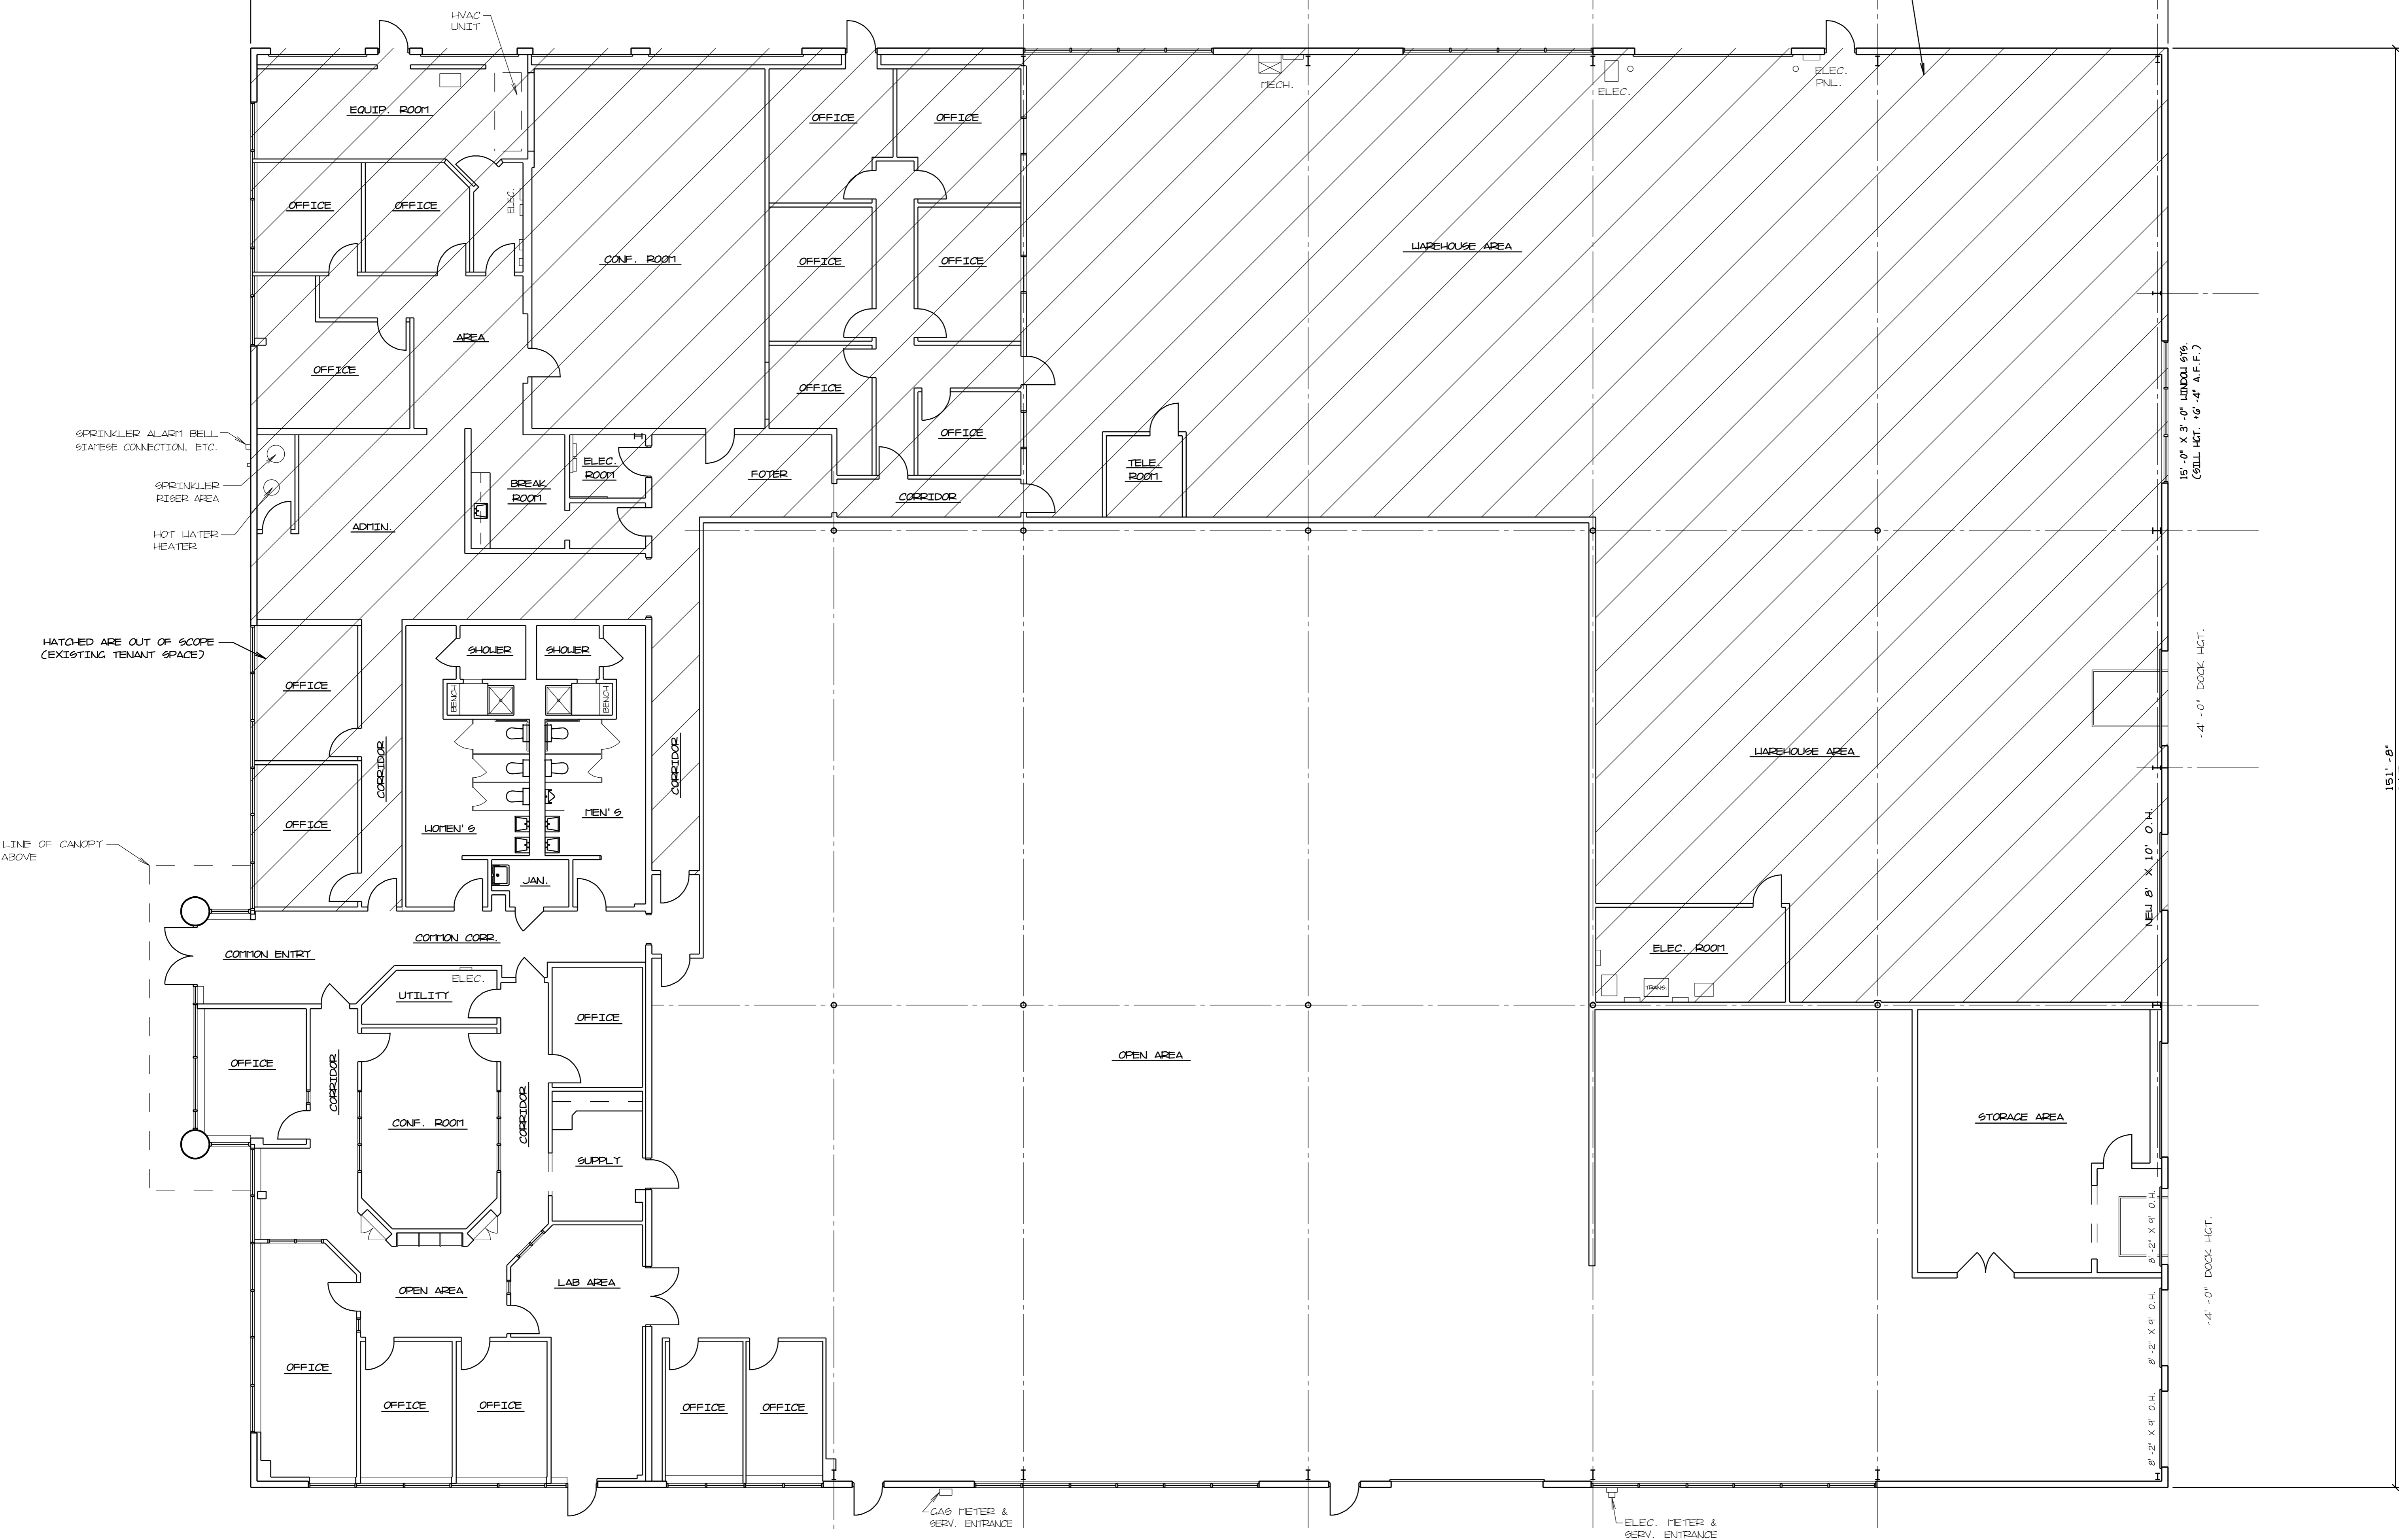 HVAC
UNIT
EQUIP. ROOM
OFFICE
OFFICE
MECH.
ELEC.
ELEC.
PNL.
OFFICE
OFFICE
ELEC.
CONF. ROOM
OFFICE
OFFICE
WAREHOUSE AREA
AREA
OFFICE
OFFICE
OFFICE
15'-0" X 3'-0" WINDOW SYS.
(SILL HGT. +6'-4" A.F.F.)
SPRINKLER ALARM BELL
SIAMESE CONNECTION, ETC.
SPRINKLER
RISER AREA
HOT WATER
HEATER
ADMIN.
BREAK
ROOM
ELEC.
ROOM
FOYER
CORRIDOR
TELE.
ROOM
HATCHED ARE OUT OF SCOPE
(EXISTING TENANT SPACE)
OFFICE
SHOWER
SHOWER
BENCH
BENCH
-4'-0" DOCK HGT.
CORRIDOR
CORRIDOR
WAREHOUSE AREA
151'-8"
OFFICE
WOMEN'S
MEN'S
JAN.
NEW 8' X 10' O.H.
LINE OF CANOPY
ABOVE
COMMON ENTRY
COMMON CORR.
ELEC. ROOM
TRANS.
ELEC.
UTILITY
OFFICE
OFFICE
CORRIDOR
CONF. ROOM
CORRIDOR
OPEN AREA
STORAGE AREA
SUPPLY
8'-2" X 9' O.H.
-4'-0" DOCK HGT.
OPEN AREA
LAB AREA
8'-2" X 9' O.H.
OFFICE
OFFICE
OFFICE
OFFICE
OFFICE
8'-2" X 9' O.H.
GAS METER &
SERV. ENTRANCE
ELEC. METER &
SERV. ENTRANCE